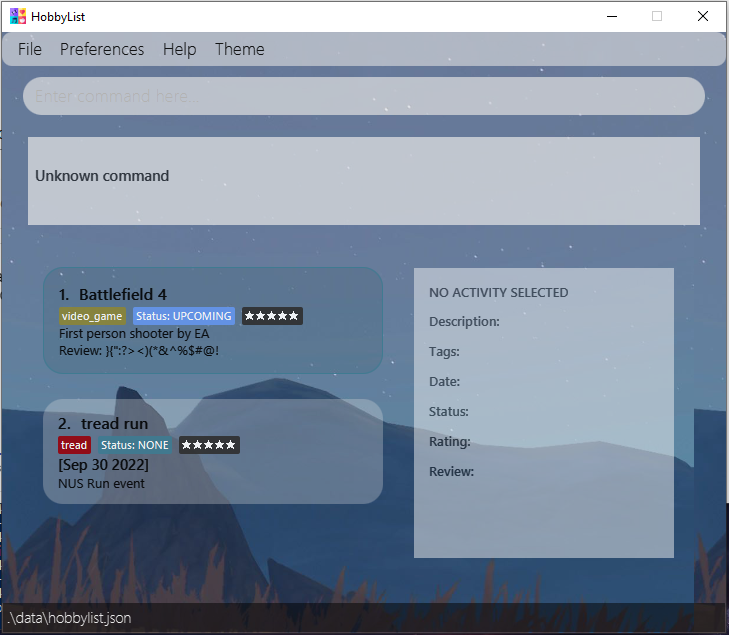 HobbyList
File Preferences Help Theme
Enter command here...
Unknown command
1. Battlefield 4
video_game Status: UPCOMING ★★★★★
First person shooter by EA
Review: }{":?><)(*&^%$#@!
2. tread run
tread Status: NONE ★★★★★
[Sep 30 2022]
NUS Run event
NO ACTIVITY SELECTED
Description:
Tags:
Date:
Status:
Rating:
Review:
.\data\hobbylist.json